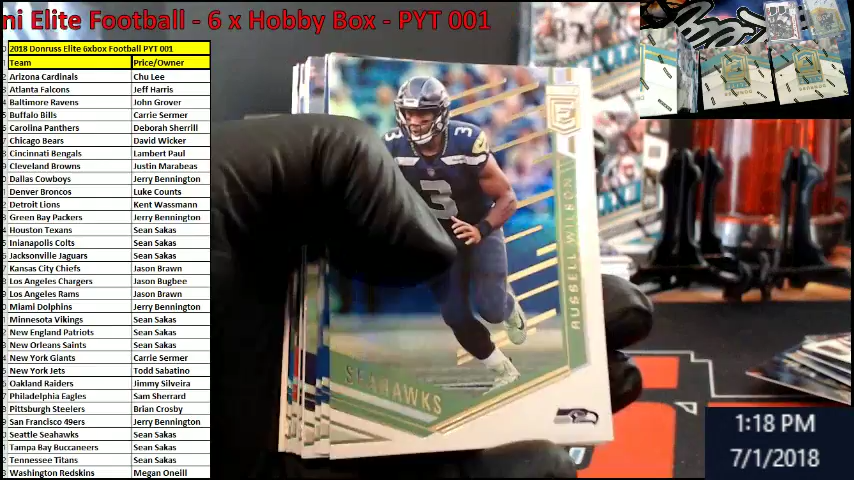 ni Elite Football - 6 x Hobby Box - PYT 001
2018 Donruss Elite 6xbox Football PYT 001
Team Price/Owner
Arizona Cardinals Chu Lee
Atlanta Falcons Jeff Harris
Baltimore Ravens John Grover
Buffalo Bills Carrie Sermer
Carolina Panthers Deborah Sherrill
Chicago Bears David Wicker
Cincinnati Bengals Lambert Paul
Cleveland Browns Justin Marabeas
Dallas Cowboys Jerry Bennington
Denver Broncos Luke Counts
Detroit Lions Kent Wassmann
Green Bay Packers Jerry Bennington
Houston Texans Sean Sakas
Inianapolis Colts Sean Sakas
Jacksonville Jaguars Sean Sakas
Kansas City Chiefs Jason Brawn
Los Angeles Chargers Jason Bugbee
Los Angeles Rams Jason Brawn
Miami Dolphins Jerry Bennington
Minnesota Vikings Sean Sakas
New England Patriots Sean Sakas
New Orleans Saints Sean Sakas
New York Giants Carrie Sermer
New York Jets Todd Sabatino
Oakland Raiders Jimmy Silveira
Philadelphia Eagles Sam Sherrard
Pittsburgh Steelers Brian Crosby
San Francisco 49ers Jerry Bennington
Seattle Seahawks Sean Sakas
Tampa Bay Buccaneers Sean Sakas
Tennessee Titans Sean Sakas
Washington Redskins Megan Oneill
E
3
3
RUSSELL WILSON
SEAHAWKS
1:18 PM
7/1/2018